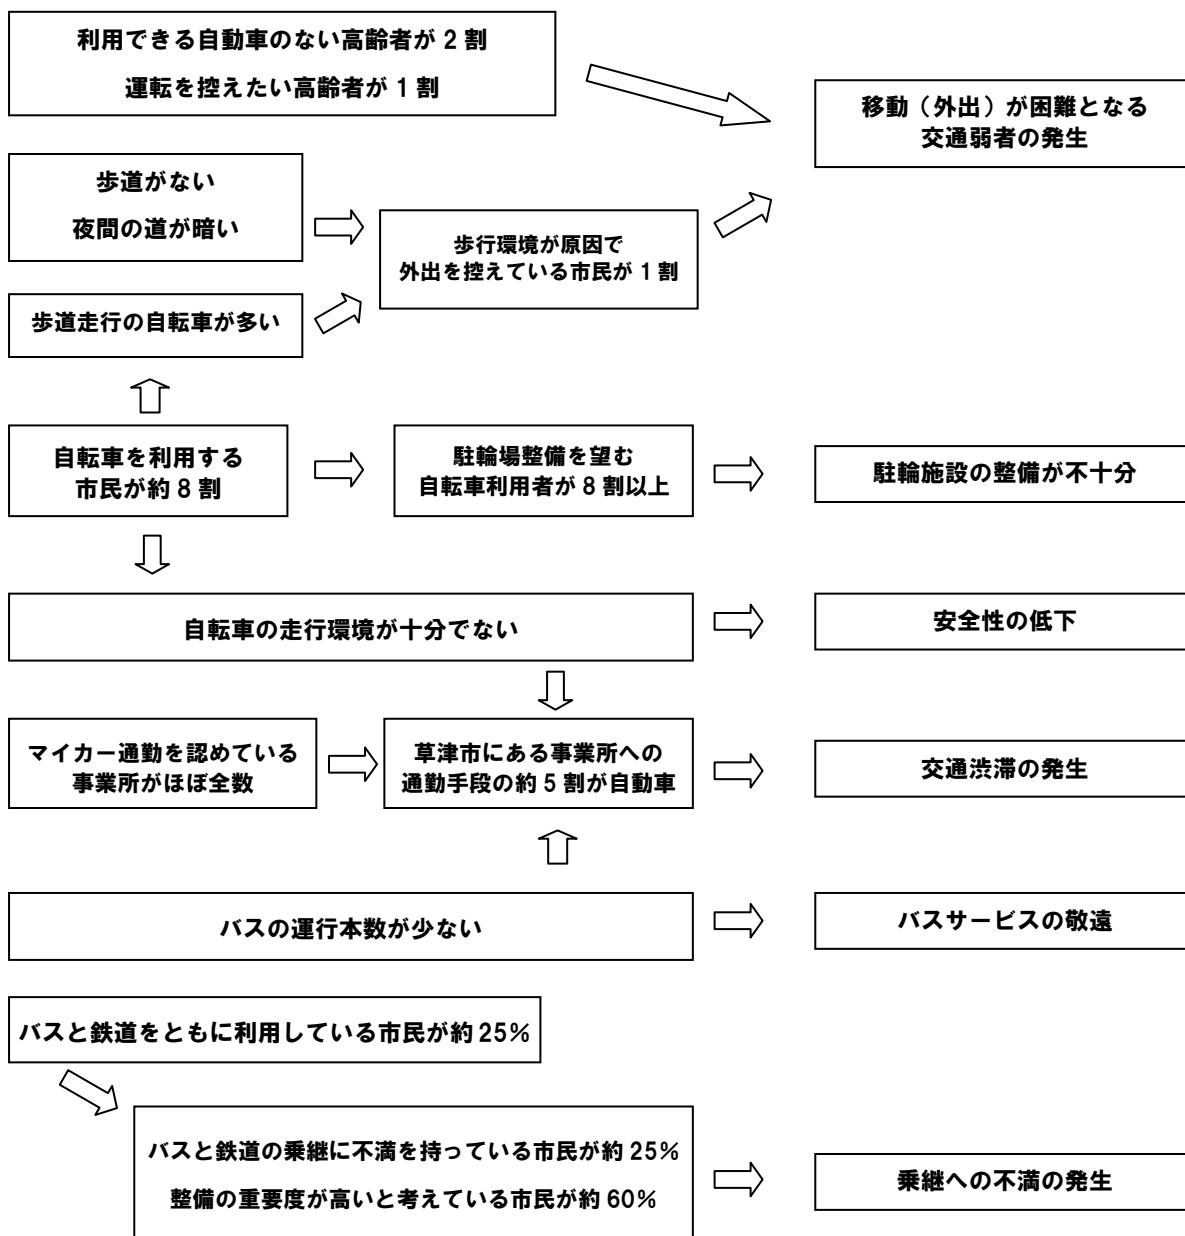 利用できる自動車のない高齢者が 2 割
運転を控えたい高齢者が 1 割
移動（外出）が困難となる
交通弱者の発生
歩道がない
夜間の道が暗い
歩行環境が原因で
外出を控えている市民が 1 割
歩道走行の自転車が多い
自転車を利用する
市民が約 8 割
駐輪場整備を望む
自転車利用者が 8 割以上
駐輪施設の整備が不十分
自転車の走行環境が十分でない
安全性の低下
マイカー通勤を認めている
事業所がほぼ全数
草津市にある事業所への
通勤手段の約 5 割が自動車
交通渋滞の発生
バスの運行本数が少ない
バスサービスの敬遠
バスと鉄道をともに利用している市民が約 25%
バスと鉄道の乗継に不満を持っている市民が約 25%
整備の重要度が高いと考えている市民が約 60%
乗継への不満の発生